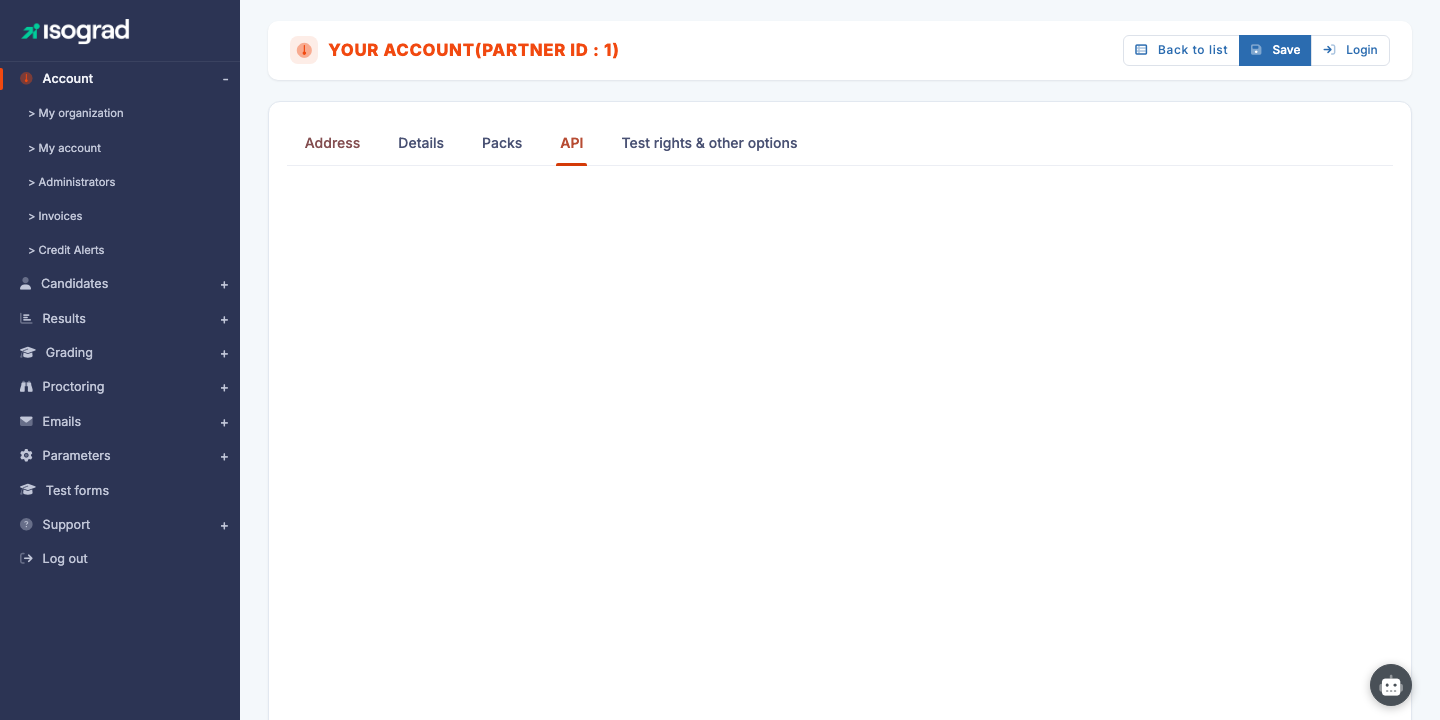 isograd
Account -
> My organization
> My account
> Administrators
> Invoices
> Credit Alerts
Candidates +
Results +
Grading +
Proctoring +
Emails +
Parameters +
Test forms
Support +
Log out
YOUR ACCOUNT(PARTNER ID : 1)
Back to list
Save
Login
Address
Details
Packs
API
Test rights & other options